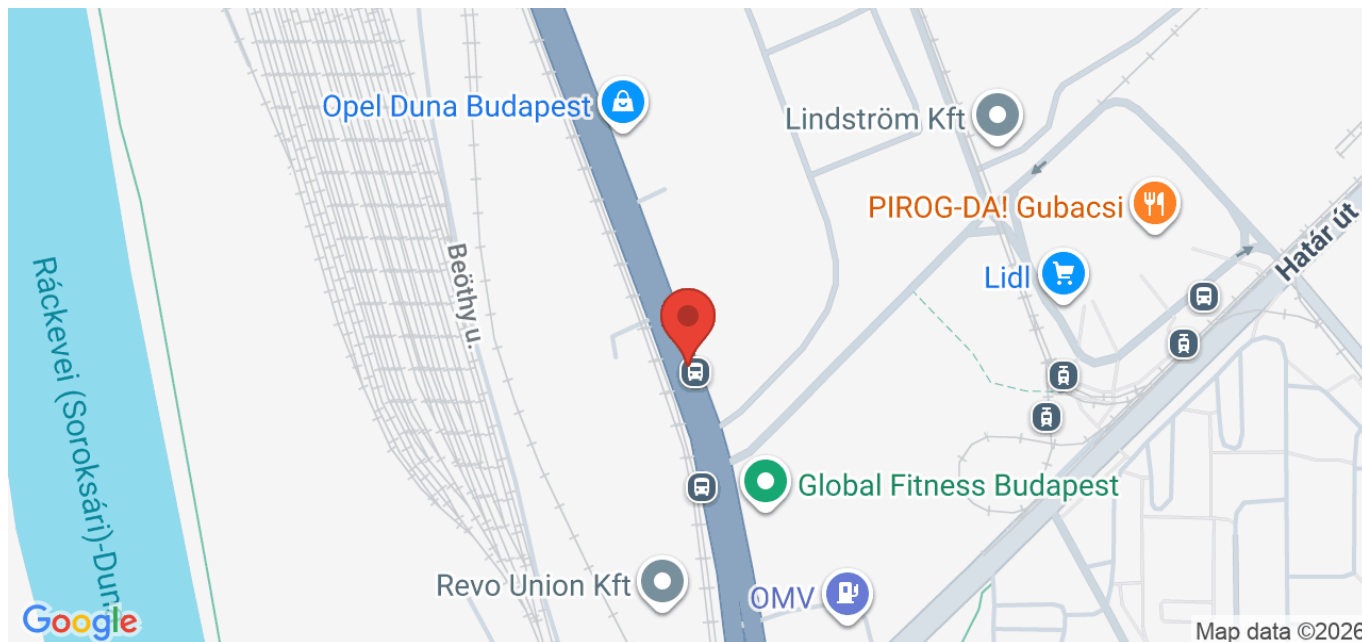 Opel Duna Budapest
Lindström Kft
PIROG-DA! Gubacsi
Határ út
Beöthy u.
Lidl
Ráckevei (Soroksári)-Dun
Global Fitness Budapest
Revo Union Kft
OMV
Google
Map data ©2026